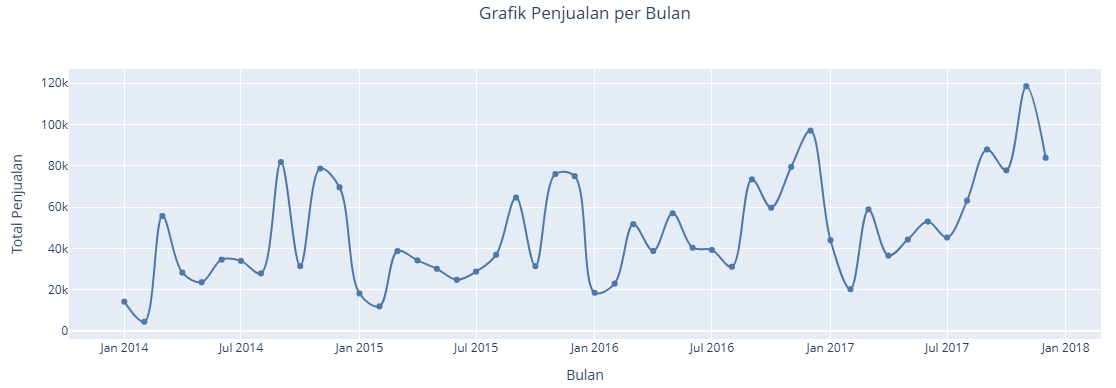 Grafik Penjualan per Bulan
Total Penjualan
120k
100k
80k
60k
40k
20k
0
Jan 2014
Jul 2014
Jan 2015
Jul 2015
Jan 2016
Jul 2016
Jan 2017
Jul 2017
Jan 2018
Bulan